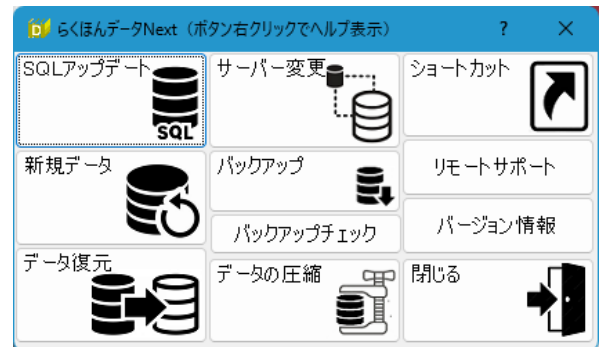 らくほんデータNext（ボタン右クリックでヘルプ表示）
SQLアップデート
SQL
サーバー変更
ショートカット
新規データ
バックアップ
リモートサポート
バックアップチェック
バージョン情報
データ復元
データの圧縮
閉じる